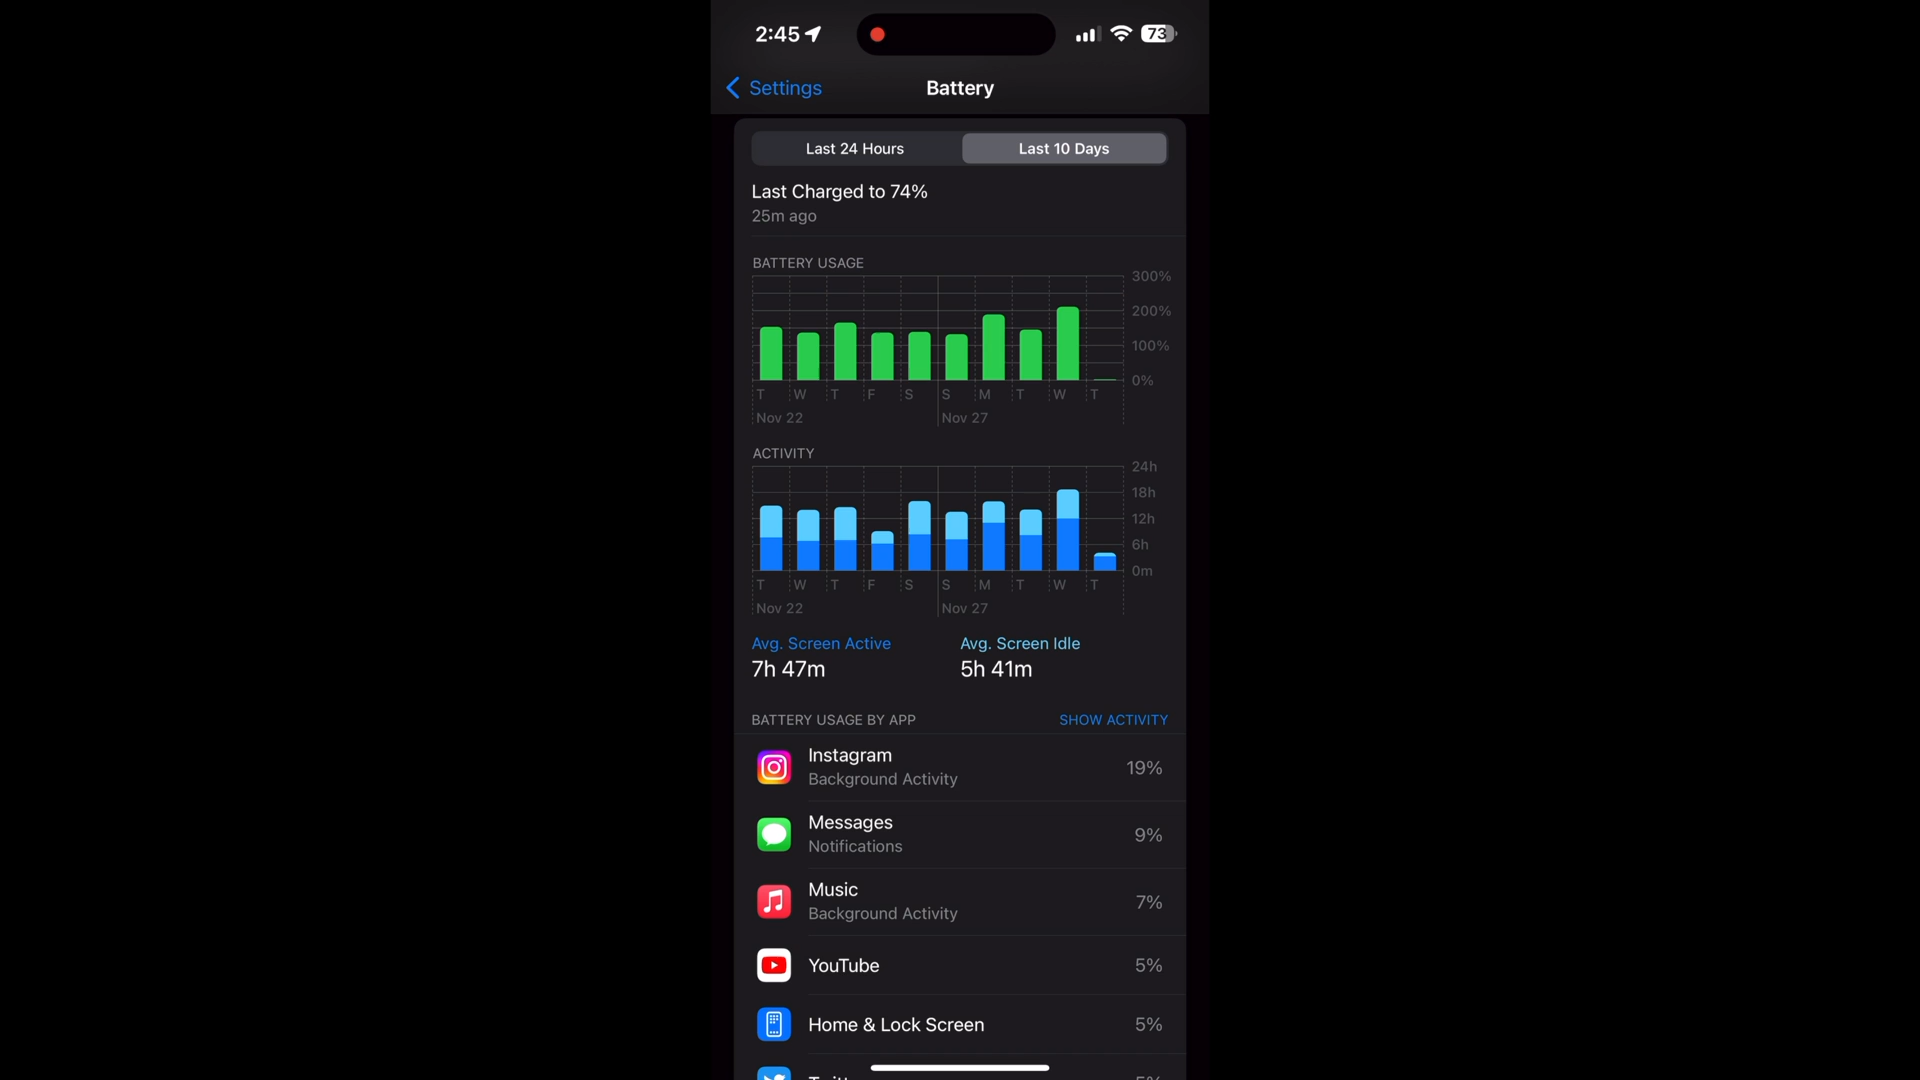 2:45
73
Settings
Battery
Last 24 Hours
Last 10 Days
Last Charged to 74%
25m ago
BATTERY USAGE
300%
200%
100%
0%
T W T F S S M T W T
Nov 22 Nov 27
ACTIVITY
24h
18h
12h
6h
0m
T W T F S S M T W T
Nov 22 Nov 27
Avg. Screen Active
7h 47m
Avg. Screen Idle
5h 41m
BATTERY USAGE BY APP
SHOW ACTIVITY
Instagram
Background Activity
19%
Messages
Notifications
9%
Music
Background Activity
7%
YouTube
5%
Home & Lock Screen
5%